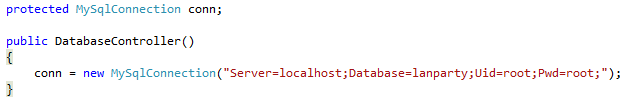 protected MySqlConnection conn;
public DatabaseController()
{
conn = new MySqlConnection("Server=localhost;Database=lanparty;Uid=root;Pwd=root;");
}